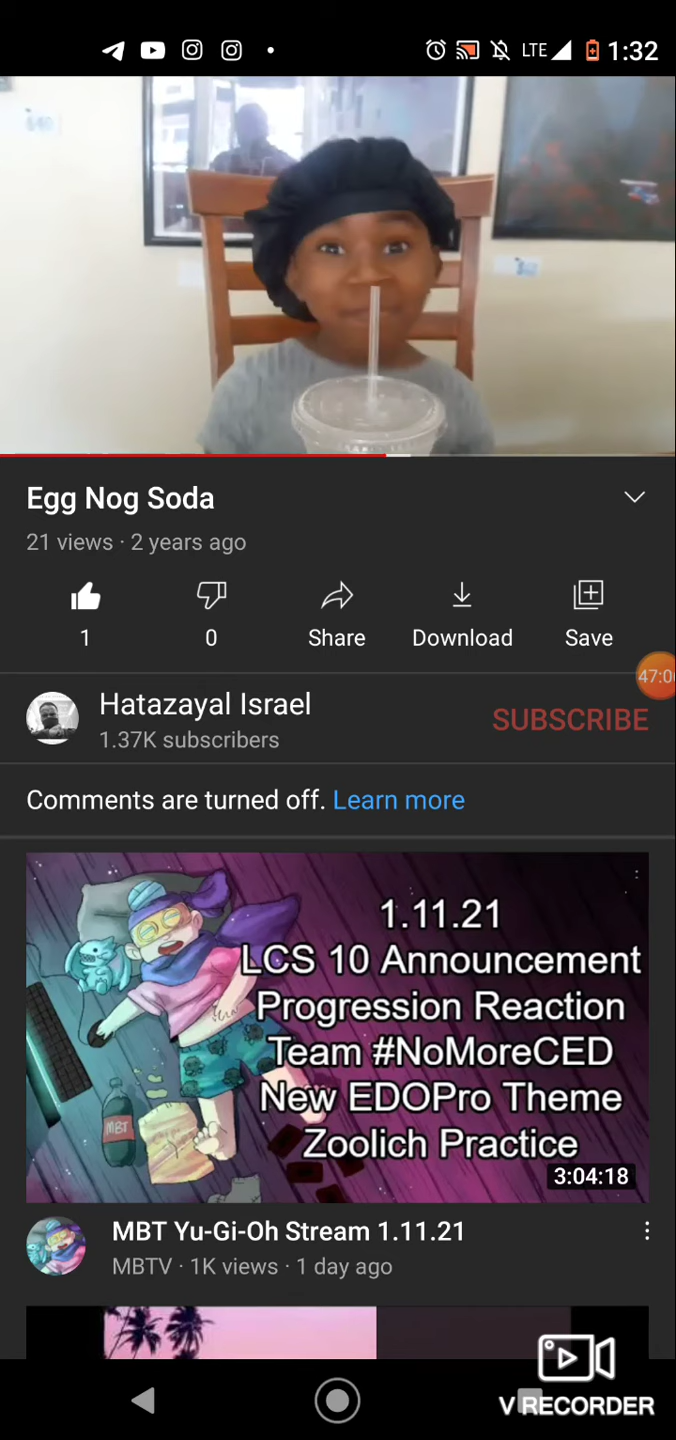 LTE 1:32
Egg Nog Soda
21 views · 2 years ago
1 0 Share Download Save
47:0
Hatazayal Israel
SUBSCRIBE
1.37K subscribers
Comments are turned off. Learn more
1.11.21
LCS 10 Announcement
Progression Reaction
Team #NoMoreCED
New EDOPro Theme
Zoolich Practice
MBT
3:04:18
MBT Yu-Gi-Oh Stream 1.11.21
MBTV · 1K views · 1 day ago
V RECORDER